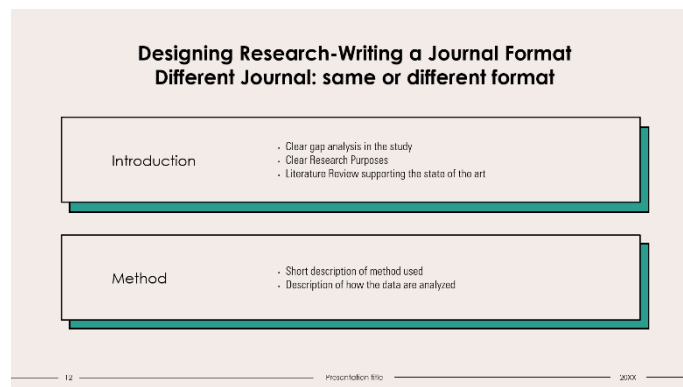 Designing Research-Writing a Journal Format
Different Journal: same or different format
Introduction
• Clear gap analysis in the study
• Clear Research Purposes
• Literature Review supporting the state of the art
Method
• Short description of method used
• Description of how the data are analyzed
12
Presentation title
20XX